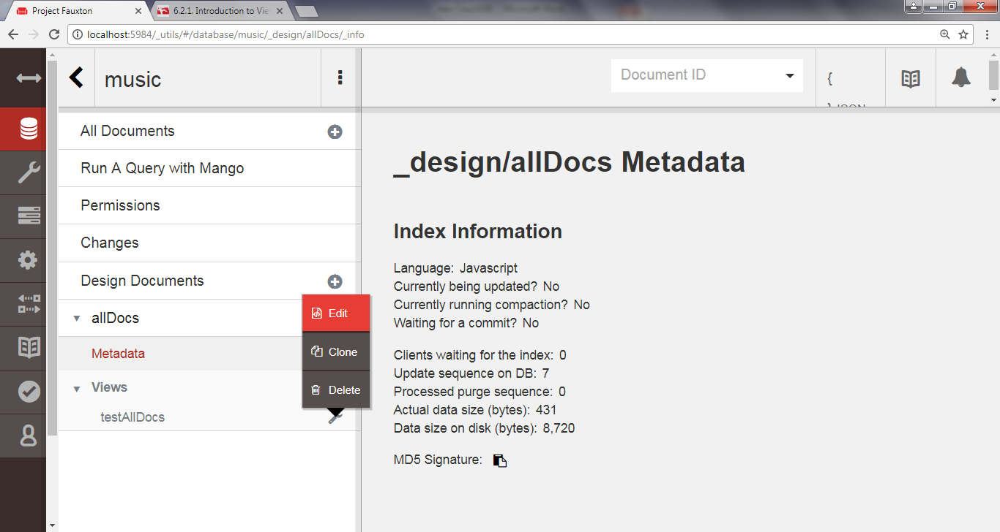 Project Fauxton
6.2.1. Introduction to Vie
localhost:5984/_utils/#/database/music/_design/allDocs/_info
music
Document ID
{
All Documents
Run A Query with Mango
Permissions
Changes
Design Documents
allDocs
Metadata
Views
testAllDocs
Edit
Clone
Delete
_design/allDocs Metadata
Index Information
Language: Javascript
Currently being updated? No
Currently running compaction? No
Waiting for a commit? No
Clients waiting for the index: 0
Update sequence on DB: 7
Processed purge sequence: 0
Actual data size (bytes): 431
Data size on disk (bytes): 8,720
MD5 Signature: